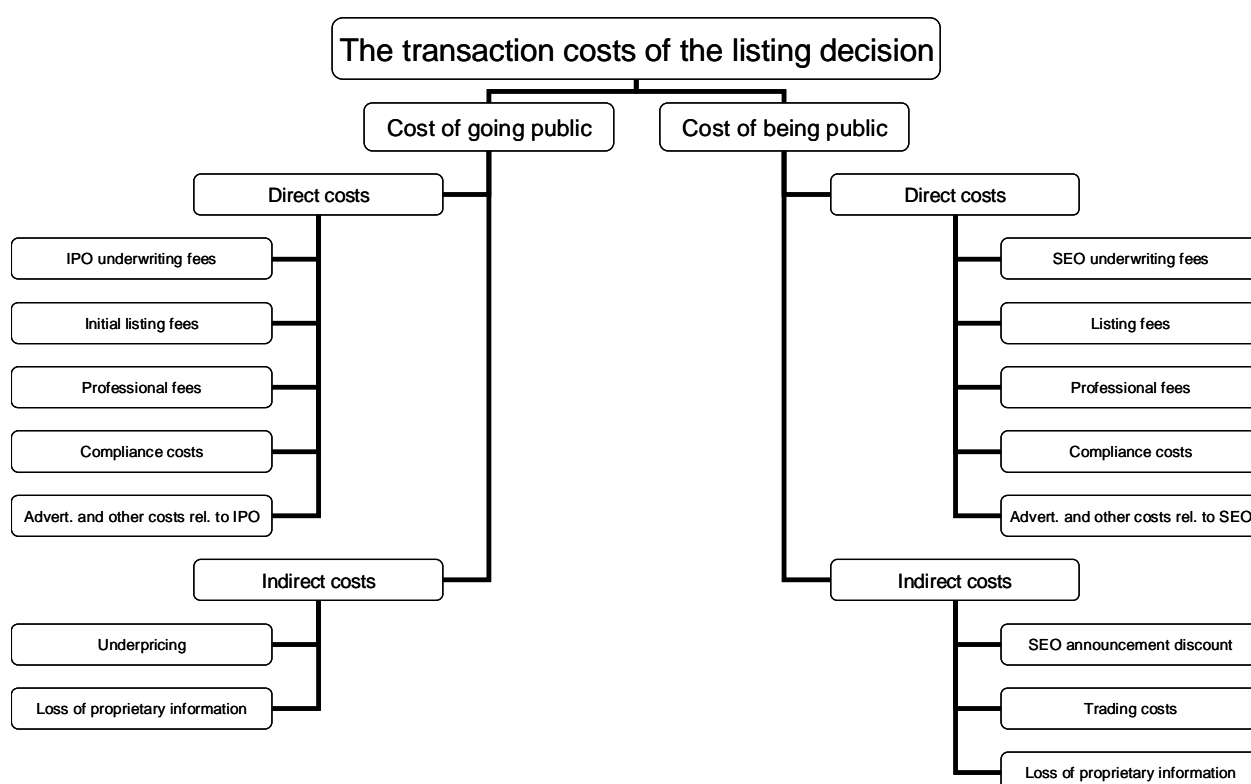 The transaction costs of the listing decision
Cost of going public
Cost of being public
Direct costs
IPO underwriting fees
Initial listing fees
Professional fees
Compliance costs
Advert. and other costs rel. to IPO
Indirect costs
Underpricing
Loss of proprietary information
Direct costs
SEO underwriting fees
Listing fees
Professional fees
Compliance costs
Advert. and other costs rel. to SEO
Indirect costs
SEO announcement discount
Trading costs
Loss of proprietary information